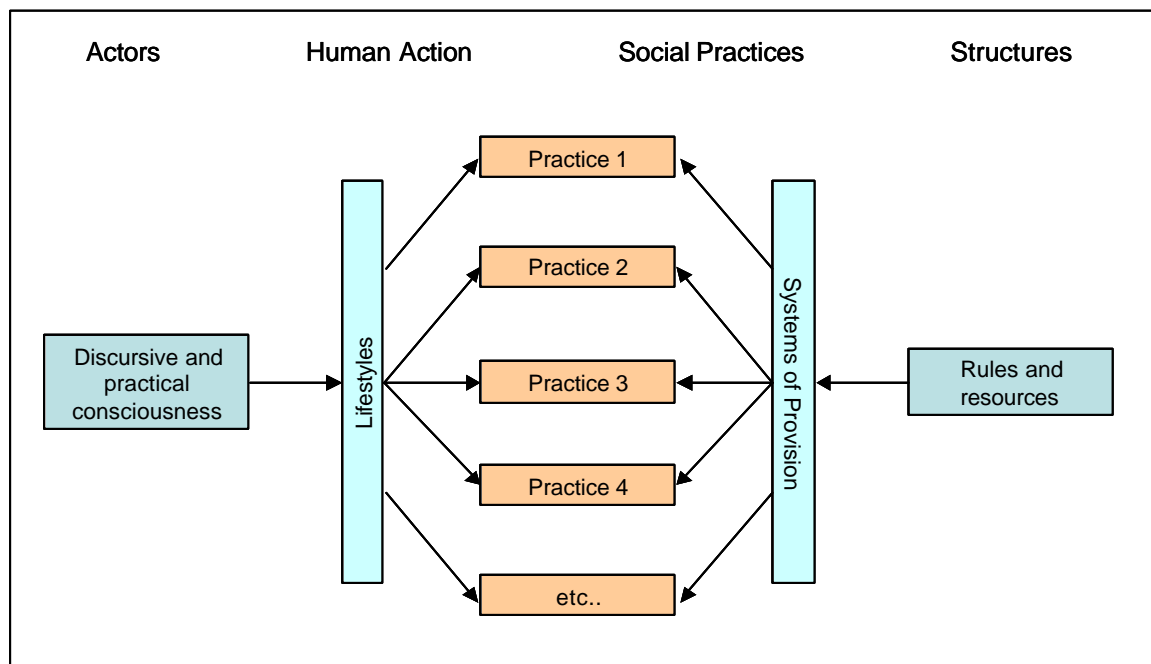 Actors Human Action Social Practices Structures
Practice 1
Practice 2
Practice 3
Practice 4
etc..
Lifestyles
Systems of Provision
Discursive and
practical
consciousness
Rules and
resources